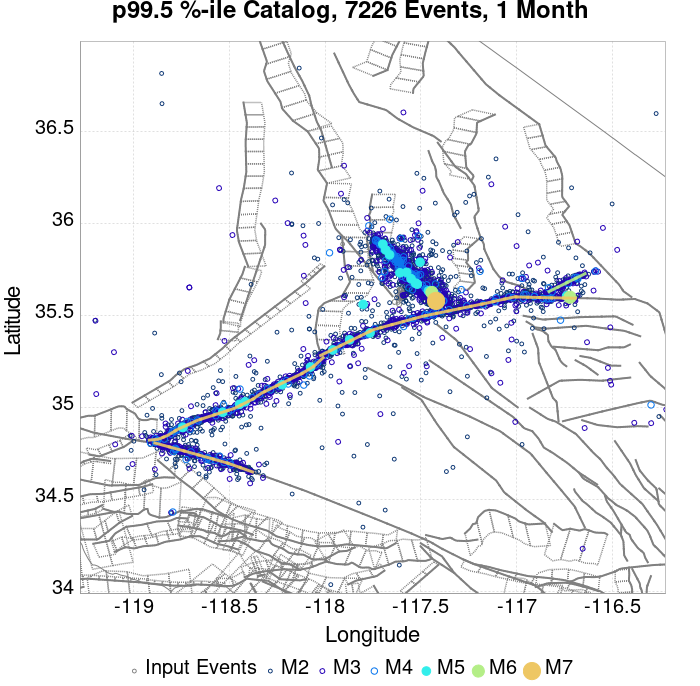 p99.5 %-ile Catalog, 7226 Events, 1 Month
Latitude
36.5
36
35.5
35
34.5
34
-119 -118.5 -118 -117.5 -117 -116.5
Longitude
Input Events M2 M3 M4 M5 M6 M7